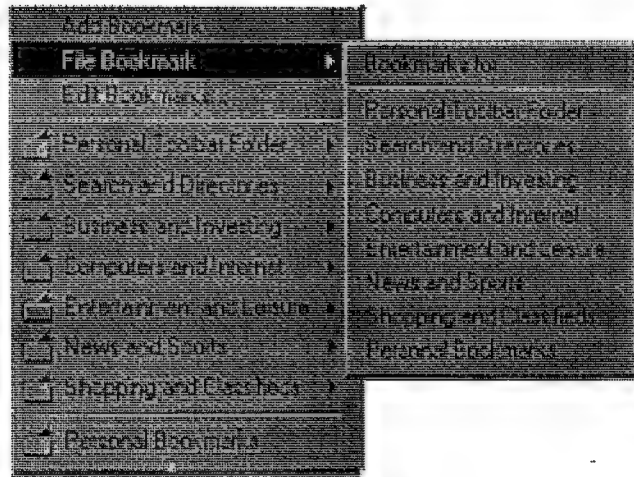 Add Bookmark
File Bookmark
Edit Bookmarks...
Personal Toolbar Folder
Search and Directories
Business and Investing
Computers and Internet
Entertainment and Leisure
News and Sports
Shopping and Classifieds
Personal Bookmarks
Bookmarks for
Personal Toolbar Folder
Search and Directories
Business and Investing
Computers and Internet
Entertainment and Leisure
News and Sports
Shopping and Classifieds
Personal Bookmarks